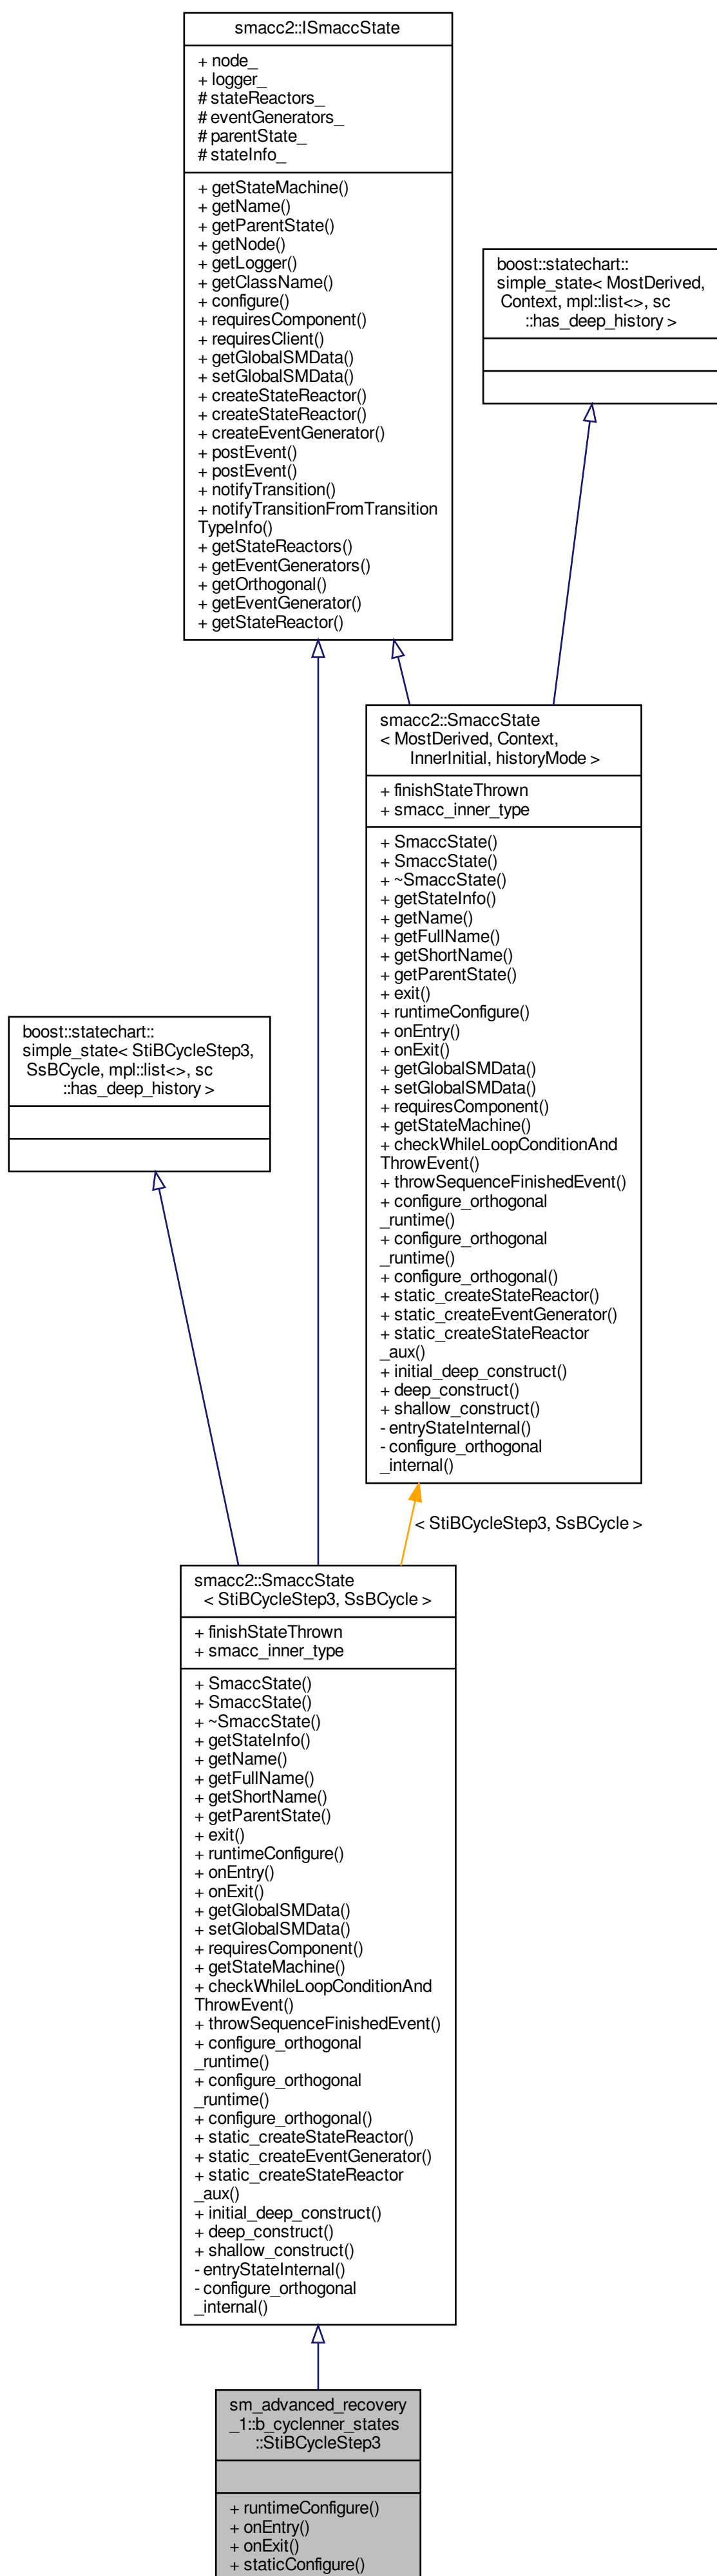 smacc2::ISmaccState
+ node_
+ logger_
# stateReactors_
# eventGenerators_
# parentState_
# stateInfo_
+ getStateMachine()
+ getName()
+ getParentState()
+ getNode()
+ getLogger()
+ getClassName()
+ configure()
+ requiresComponent()
+ requiresClient()
+ getGlobalSMData()
+ setGlobalSMData()
+ createStateReactor()
+ createStateReactor()
+ createEventGenerator()
+ postEvent()
+ postEvent()
+ notifyTransition()
+ notifyTransitionFromTransition
TypeInfo()
+ getStateReactors()
+ getEventGenerators()
+ getOrthogonal()
+ getEventGenerator()
+ getStateReactor()
boost::statechart::
simple_state< MostDerived,
Context, mpl::list<>, sc
::has_deep_history >
smacc2::SmaccState
< MostDerived, Context,
InnerInitial, historyMode >
+ finishStateThrown
+ smacc_inner_type
+ SmaccState()
+ SmaccState()
+ ~SmaccState()
+ getStateInfo()
+ getName()
+ getFullName()
+ getShortName()
+ getParentState()
+ exit()
+ runtimeConfigure()
+ onEntry()
+ onExit()
+ getGlobalSMData()
+ setGlobalSMData()
+ requiresComponent()
+ getStateMachine()
+ checkWhileLoopConditionAnd
ThrowEvent()
+ throwSequenceFinishedEvent()
+ configure_orthogonal
_runtime()
+ configure_orthogonal
_runtime()
+ configure_orthogonal()
+ static_createStateReactor()
+ static_createEventGenerator()
+ static_createStateReactor
_aux()
+ initial_deep_construct()
+ deep_construct()
+ shallow_construct()
- entryStateInternal()
- configure_orthogonal
_internal()
boost::statechart::
simple_state< StiBCycleStep3,
SsBCycle, mpl::list<>, sc
::has_deep_history >
< StiBCycleStep3, SsBCycle >
smacc2::SmaccState
< StiBCycleStep3, SsBCycle >
+ finishStateThrown
+ smacc_inner_type
+ SmaccState()
+ SmaccState()
+ ~SmaccState()
+ getStateInfo()
+ getName()
+ getFullName()
+ getShortName()
+ getParentState()
+ exit()
+ runtimeConfigure()
+ onEntry()
+ onExit()
+ getGlobalSMData()
+ setGlobalSMData()
+ requiresComponent()
+ getStateMachine()
+ checkWhileLoopConditionAnd
ThrowEvent()
+ throwSequenceFinishedEvent()
+ configure_orthogonal
_runtime()
+ configure_orthogonal
_runtime()
+ configure_orthogonal()
+ static_createStateReactor()
+ static_createEventGenerator()
+ static_createStateReactor
_aux()
+ initial_deep_construct()
+ deep_construct()
+ shallow_construct()
- entryStateInternal()
- configure_orthogonal
_internal()
sm_advanced_recovery
_1::b_cyclenner_states
::StiBCycleStep3
+ runtimeConfigure()
+ onEntry()
+ onExit()
+ staticConfigure()